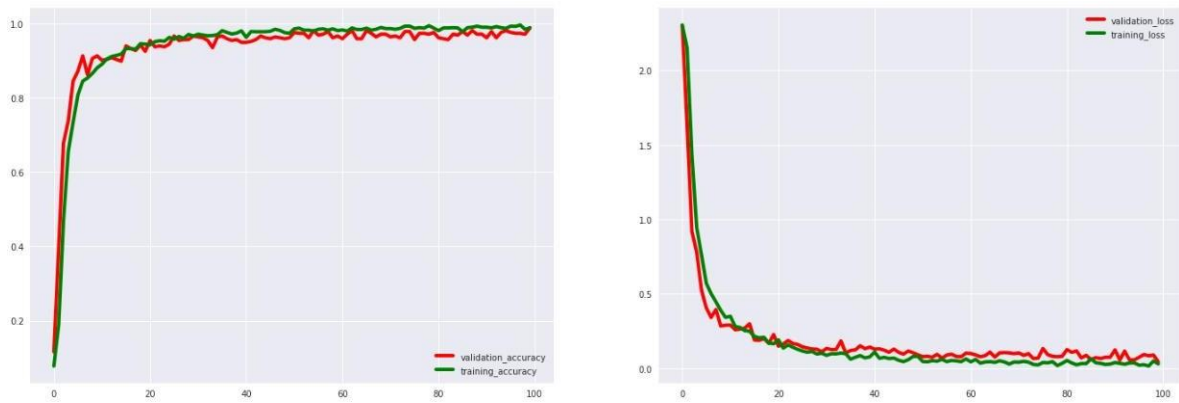 1.0
0.8
0.6
0.4
0.2
0 20 40 60 80 100
validation_accuracy
training_accuracy
validation_loss
training_loss
2.0
1.5
1.0
0.5
0.0
0 20 40 60 80 100